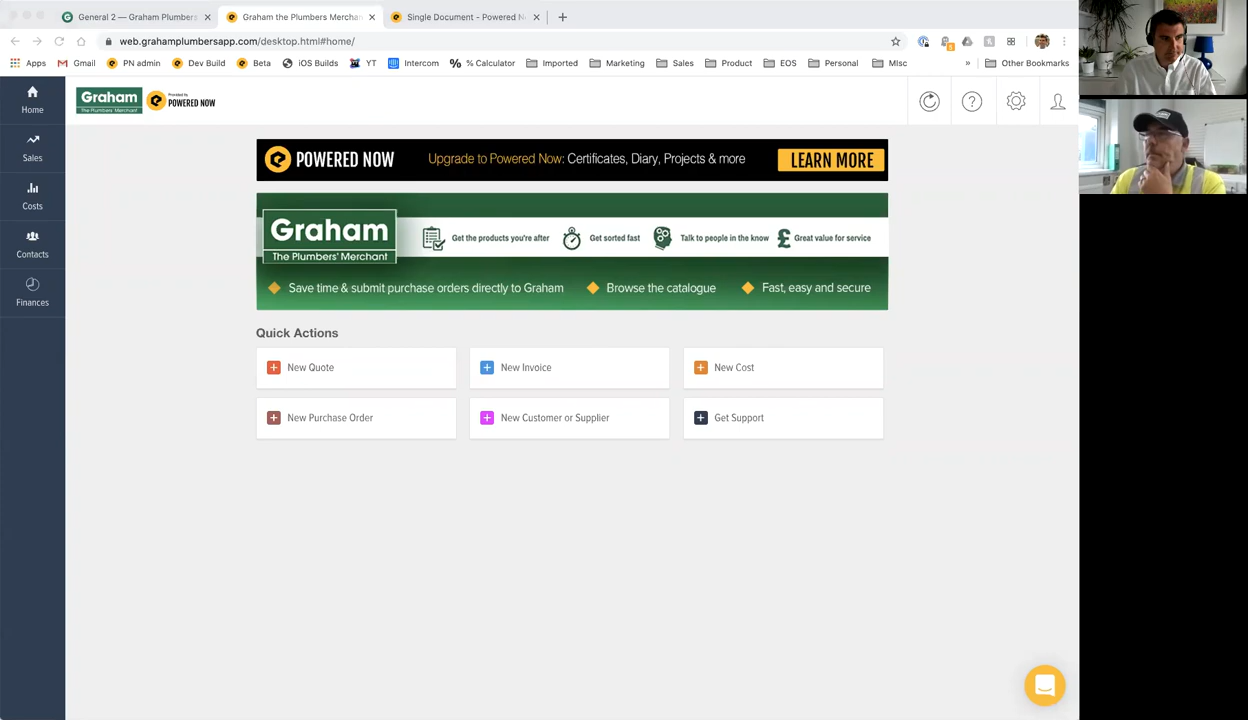 General 2 — Graham Plumbers
Graham the Plumbers Merchan
Single Document - Powered N
web.grahamplumbersapp.com/desktop.html#home/
Apps
Gmail
PN admin
Dev Build
Beta
iOS Builds
YT
Intercom
% Calculator
Imported
Marketing
Sales
Product
EOS
Personal
MIsc
»
Other Bookmarks
Home
Sales
Costs
Contacts
Finances
Graham
The Plumbers' Merchant
Provided by
POWERED NOW
POWERED NOW
Upgrade to Powered Now: Certificates, Diary, Projects & more
LEARN MORE
Graham
The Plumbers' Merchant
Get the products you're after
Get sorted fast
Talk to people in the know
£ Great value for service
Save time & submit purchase orders directly to Graham
Browse the catalogue
Fast, easy and secure
Quick Actions
New Quote
New Invoice
New Cost
New Purchase Order
New Customer or Supplier
Get Support